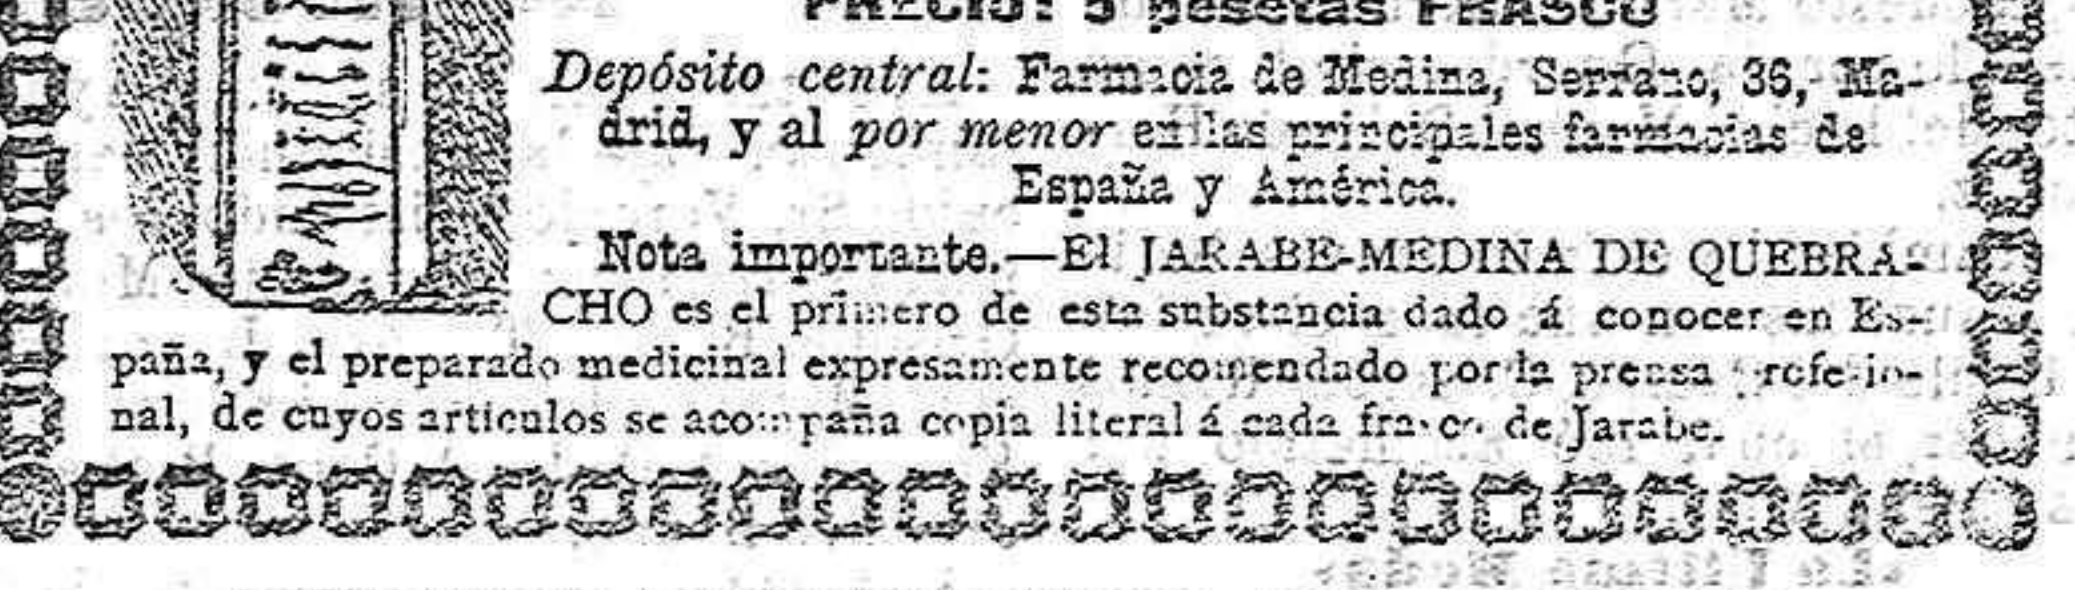 PRECIO: 5 pesetas FRASCO
Depósito central: Farmacia de Medina, Serrano, 36, Ma-
drid, y al por menor en las principales farmacias de
España y América.
Nota importante.—El JARABE-MEDINA DE QUEBRA-
CHO es el primero de esta substancia dado á conocer en Es-
paña, y el preparado medicinal expresamente recomendado por la prensa profesio-
nal, de cuyos articulos se acompaña copia literal á cada frasco de Jarabe.